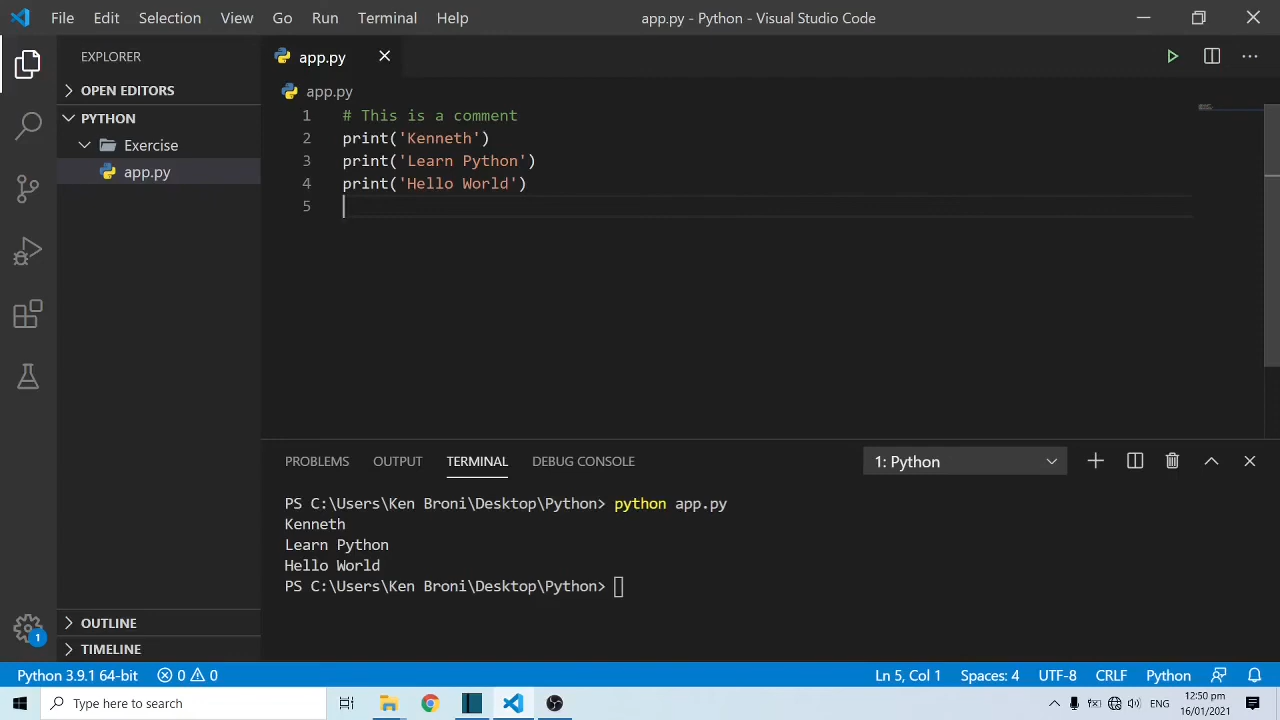 File Edit Selection View Go Run Terminal Help app.py - Python - Visual Studio Code
EXPLORER
OPEN EDITORS
PYTHON
Exercise
app.py
app.py
app.py
1 # This is a comment
2 print('Kenneth')
3 print('Learn Python')
4 print('Hello World')
5
PROBLEMS OUTPUT TERMINAL DEBUG CONSOLE 1: Python
PS C:\Users\Ken Broni\Desktop\Python> python app.py
Kenneth
Learn Python
Hello World
PS C:\Users\Ken Broni\Desktop\Python>
OUTLINE
TIMELINE
1
Python 3.9.1 64-bit 0 0 Ln 5, Col 1 Spaces: 4 UTF-8 CRLF Python
Type here to search ENG 12:50 pm
16/01/2021